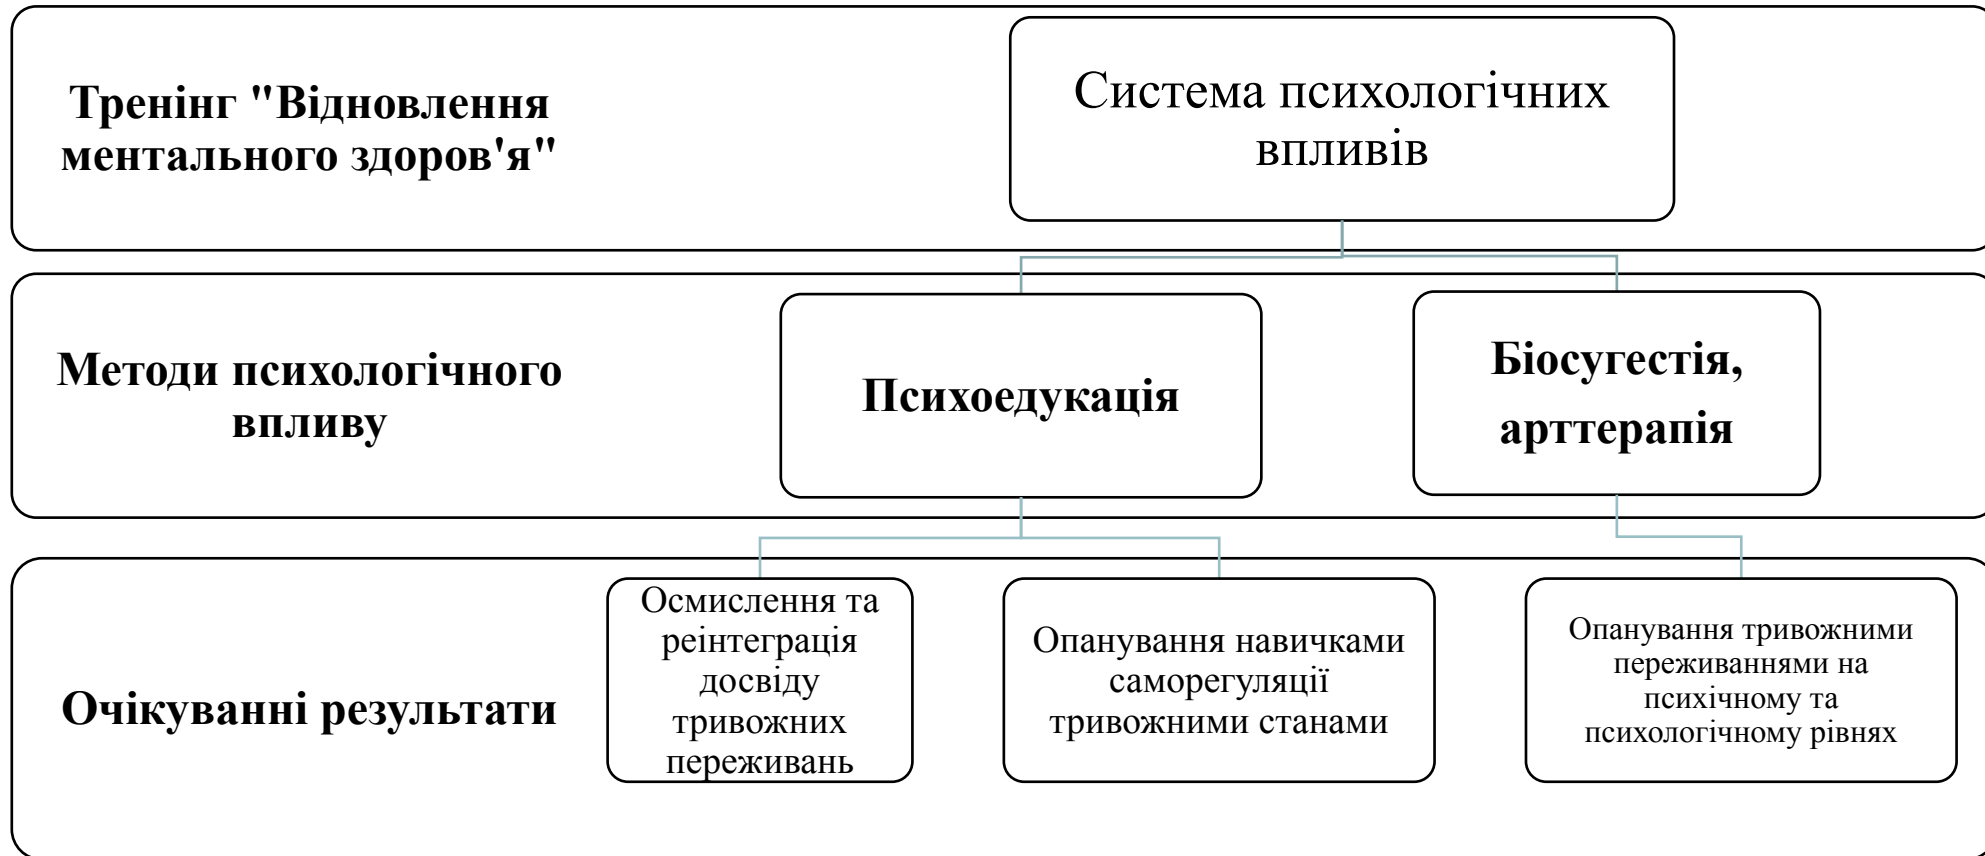 Тренінг "Відновлення
ментального здоров'я"
Система психологічних
впливів
Методи психологічного
впливу
Психоедукація
Біосугестія,
арттерапія
Очікуванні результати
Осмислення та
реінтеграція
досвіду
тривожних
переживань
Опанування навичками
саморегуляції
тривожними станами
Опанування тривожними
переживаннями на
психічному та
психологічному рівнях